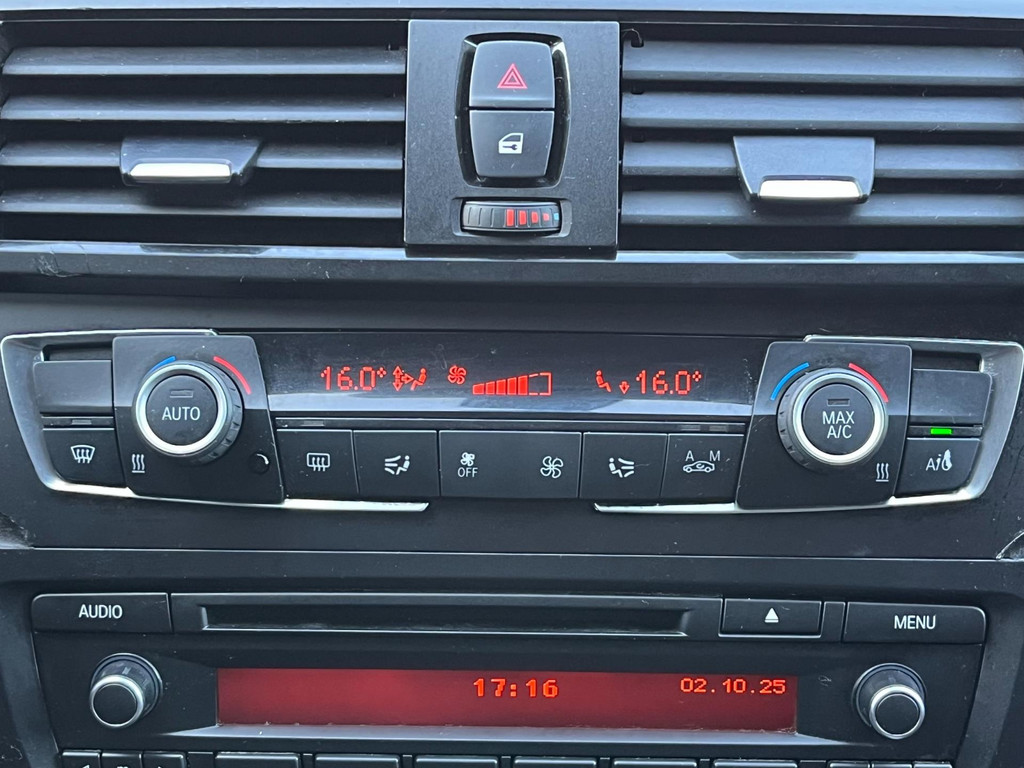 16.0°
16.0°
AUTO
MAX
A/C
OFF
A M
A
AUDIO
MENU
17:16
02.10.25